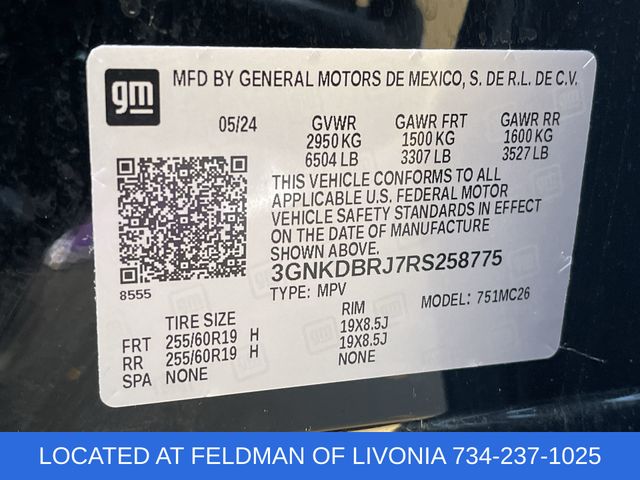 gm
MFD BY GENERAL MOTORS DE MEXICO, S. DE R.L. DE C.V.
05/24 GVWR GAWR FRT GAWR RR
2950 KG 1500 KG 1600 KG
6504 LB 3307 LB 3527 LB
THIS VEHICLE CONFORMS TO ALL
APPLICABLE U.S. FEDERAL MOTOR
VEHICLE SAFETY STANDARDS IN EFFECT
ON THE DATE OF MANUFACTURE
SHOWN ABOVE.
3GNKDBRJ7RS258775
8555
TYPE: MPV MODEL: 751MC26
TIRE SIZE RIM
FRT 255/60R19 H 19X8.5J
RR 255/60R19 H 19X8.5J
SPA NONE NONE
LOCATED AT FELDMAN OF LIVONIA 734-237-1025